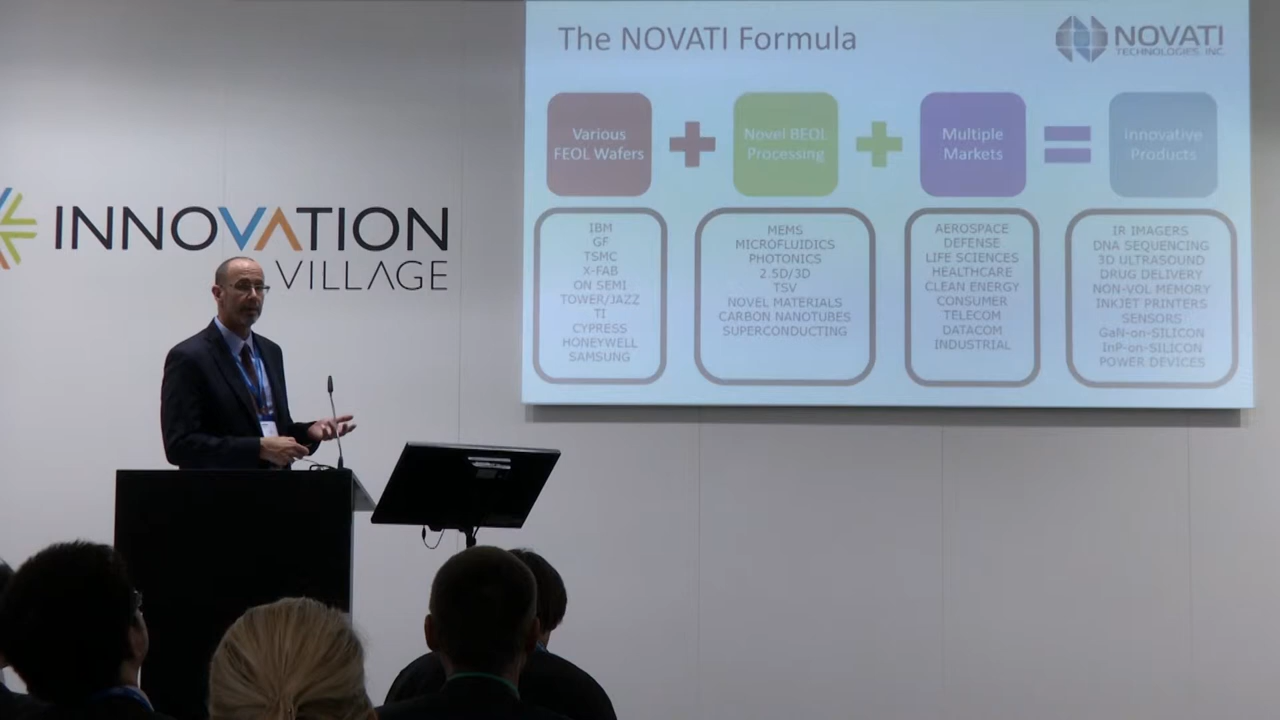 The NOVATI Formula
NOVATI
TECHNOLOGIES, INC.
Various
FEOL Wafers
+
Novel BEOL
Processing
+
Multiple
Markets
=
Innovative
Products
IBM
GF
TSMC
X-FAB
ON SEMI
TOWER/JAZZ
TI
CYPRESS
HONEYWELL
SAMSUNG
MEMS
MICROFLUIDICS
PHOTONICS
2.5D/3D
TSV
NOVEL MATERIALS
CARBON NANOTUBES
SUPERCONDUCTING
AEROSPACE
DEFENSE
LIFE SCIENCES
HEALTHCARE
CLEAN ENERGY
CONSUMER
TELECOM
DATACOM
INDUSTRIAL
IR IMAGERS
DNA SEQUENCING
3D ULTRASOUND
DRUG DELIVERY
NON-VOL MEMORY
INKJET PRINTERS
SENSORS
GaN-on-SILICON
InP-on-SILICON
POWER DEVICES
INNOVATION
VILLAGE